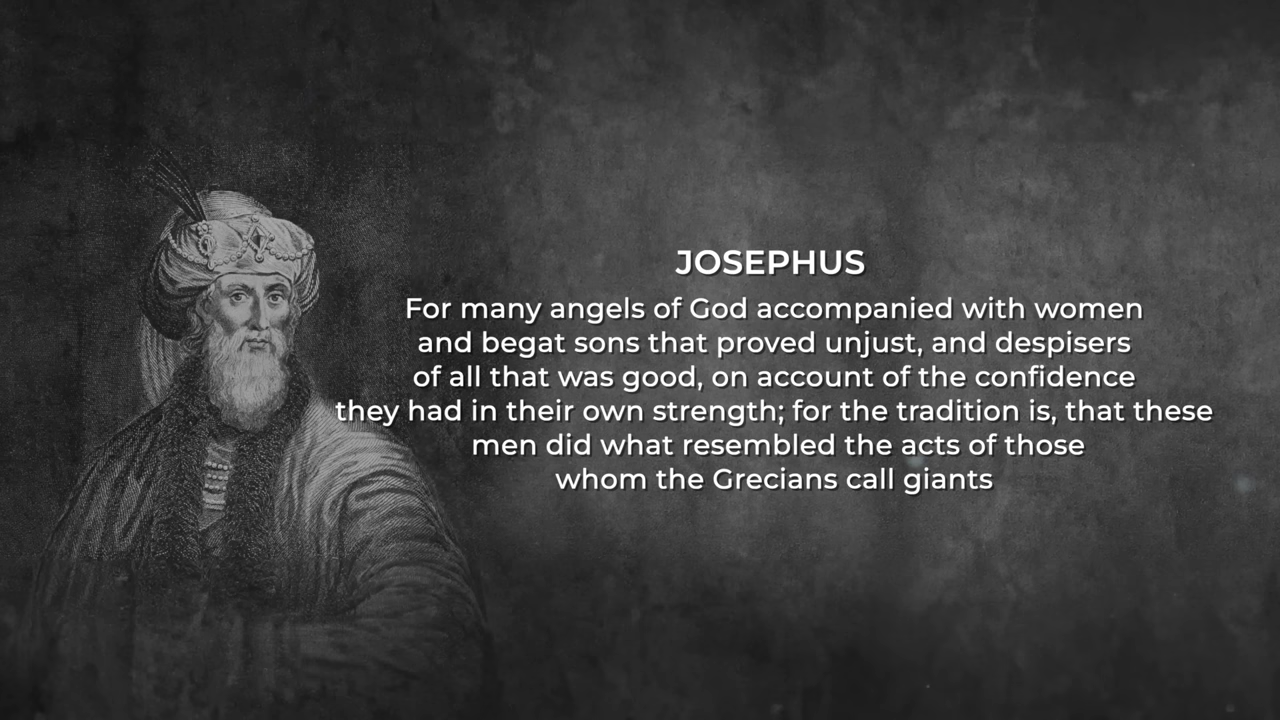 JOSEPHUS
For many angels of God accompanied with women
and begat sons that proved unjust, and despisers
of all that was good, on account of the confidence
they had in their own strength; for the tradition is, that these
men did what resembled the acts of those
whom the Grecians call giants